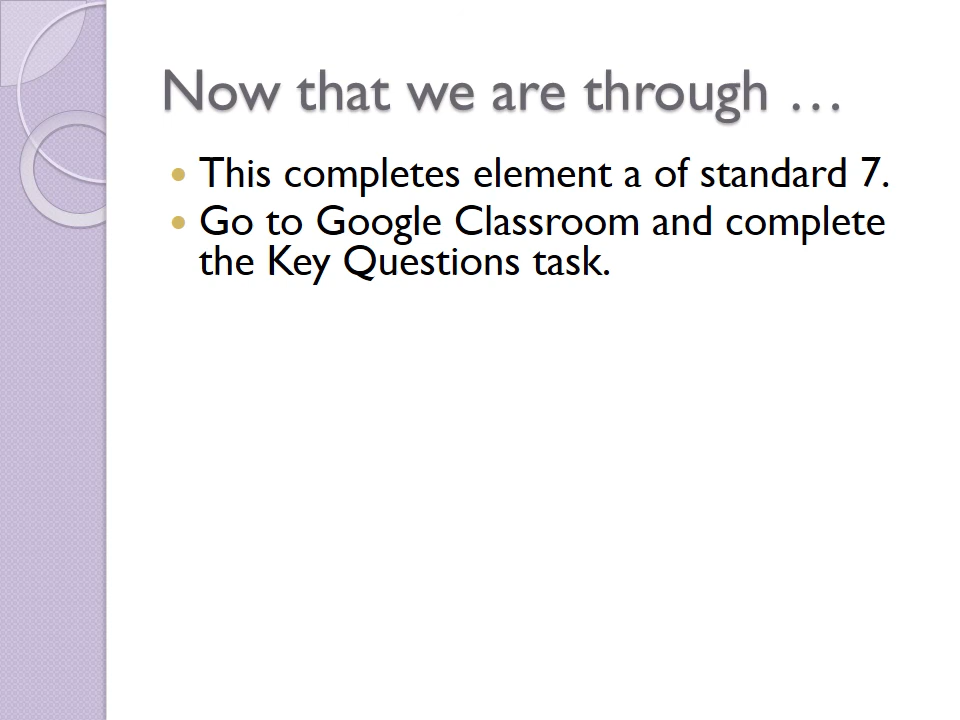 Now that we are through …
• This completes element a of standard 7.
• Go to Google Classroom and complete
the Key Questions task.